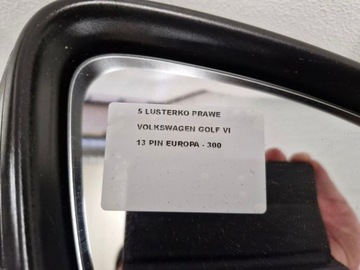 5 LUSTERKO PRAWE
VOLKSWAGEN GOLF VI
13 PIN EUROPA - 300